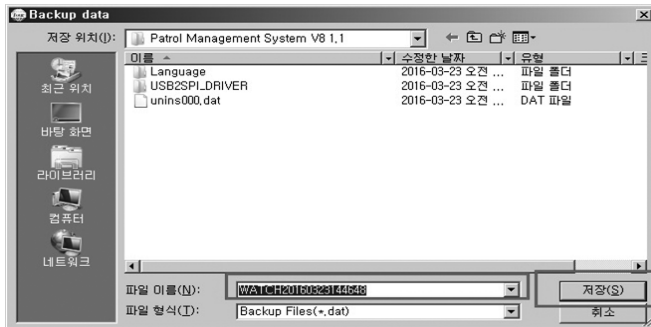 Backup data
저장 위치(I): Patrol Management System V8 1,1
이름 수정한 날짜 유형
Language 2016-03-23 오전 ... 파일 폴더
USB2SPI_DRIVER 2016-03-23 오전 ... 파일 폴더
unins000,dat 2016-03-23 오전 ... DAT 파일
최근 위치
바탕 화면
라이브러리
컴퓨터
네트워크
파일 이름(N): WATCH20160323144648 저장(S)
파일 형식(T): Backup Files(*,dat) 취소